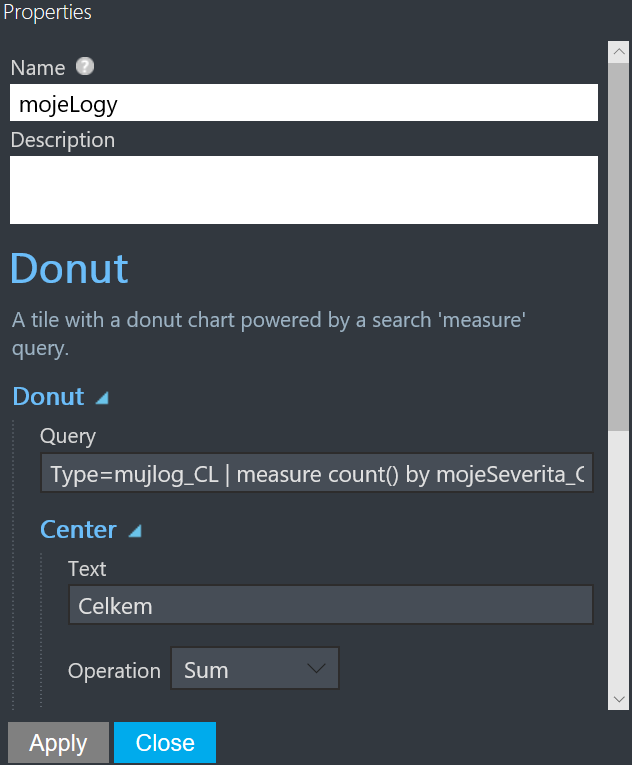 Properties
Name ?
mojeLogy
Description
Donut
A tile with a donut chart powered by a search 'measure'
query.
Donut
Query
Type=mujlog_CL | measure count() by mojeSeverita_
Center
Text
Celkem
Operation Sum
Apply Close